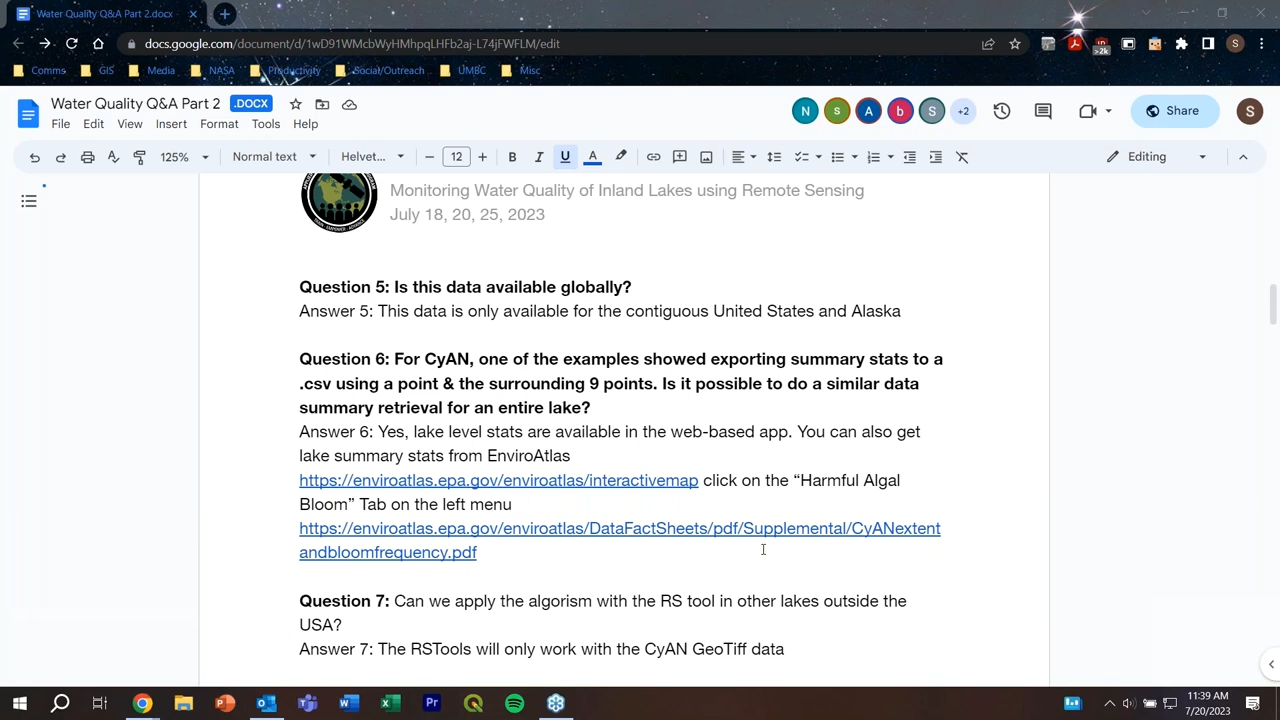 Water Quality Q&A Part 2.docx
docs.google.com/document/d/1wD91WMcbWyHMhpqLHFb2aj-L74jFWFLM/edit
>2k
S
Comms
GIS
Media
NASA
Productivity
Social/Outreach
UMBC
Misc
Water Quality Q&A Part 2 .DOCX
File Edit View Insert Format Tools Help
N S A b S +2
Share
S
125% Normal text Helvet... 12 B I U A
Editing
Monitoring Water Quality of Inland Lakes using Remote Sensing
July 18, 20, 25, 2023
Question 5: Is this data available globally?
Answer 5: This data is only available for the contiguous United States and Alaska
Question 6: For CyAN, one of the examples showed exporting summary stats to a
.csv using a point & the surrounding 9 points. Is it possible to do a similar data
summary retrieval for an entire lake?
Answer 6: Yes, lake level stats are available in the web-based app. You can also get
lake summary stats from EnviroAtlas
https://enviroatlas.epa.gov/enviroatlas/interactivemap click on the “Harmful Algal
Bloom” Tab on the left menu
https://enviroatlas.epa.gov/enviroatlas/DataFactSheets/pdf/Supplemental/CyANextent
andbloomfrequency.pdf
Question 7: Can we apply the algorism with the RS tool in other lakes outside the
USA?
Answer 7: The RSTools will only work with the CyAN GeoTiff data
11:39 AM
7/20/2023